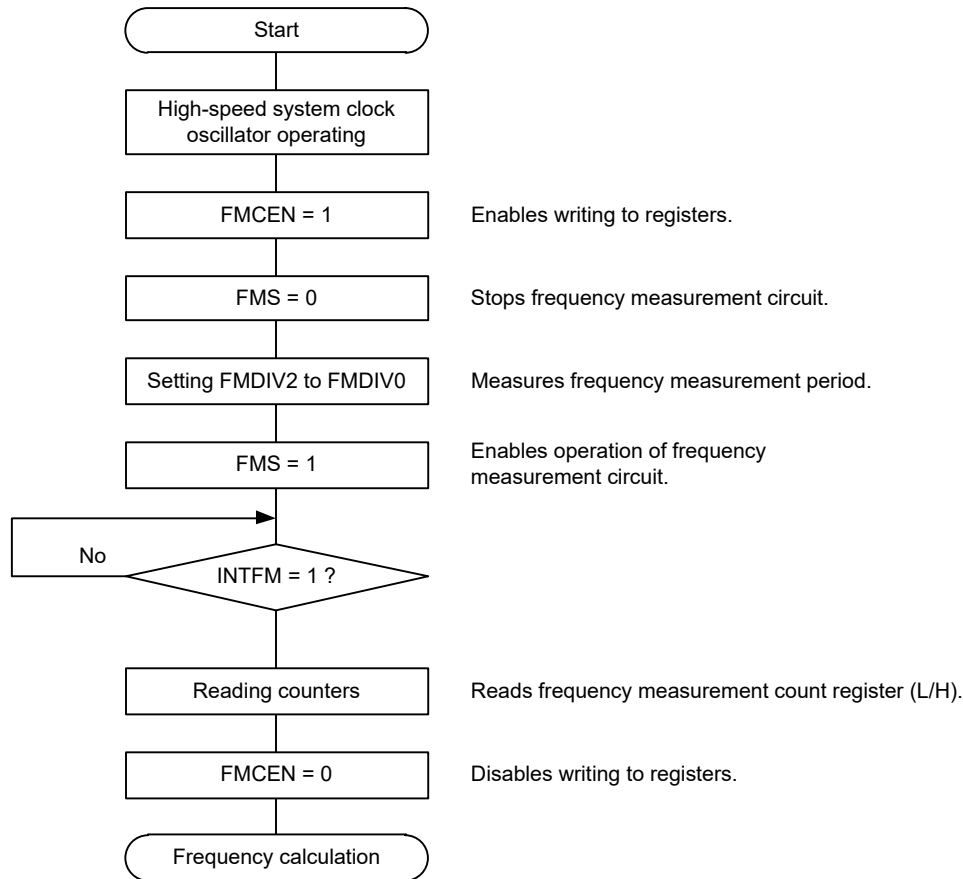 Start
High-speed system clock
oscillator operating
FMCEN = 1
Enables writing to registers.
FMS = 0
Stops frequency measurement circuit.
Setting FMDIV2 to FMDIV0
Measures frequency measurement period.
FMS = 1
Enables operation of frequency
measurement circuit.
No
INTFM = 1 ?
Reading counters
Reads frequency measurement count register (L/H).
FMCEN = 0
Disables writing to registers.
Frequency calculation